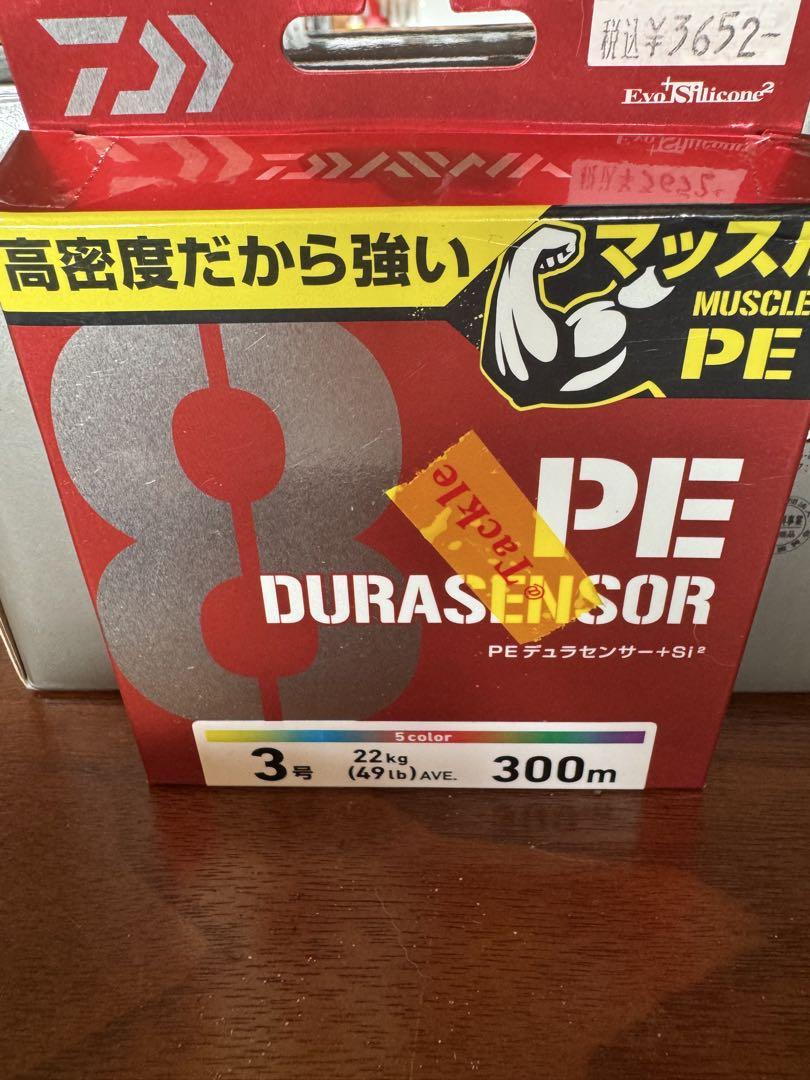 税込¥3652-
Evo+Silicone²
DAIWA
高密度だから強い
マッスル
MUSCLE
PE
8
PE
@Tackle
DURASENSOR
PEデュラセンサー+Si²
5color
3号
22kg
(49lb)AVE.
300m